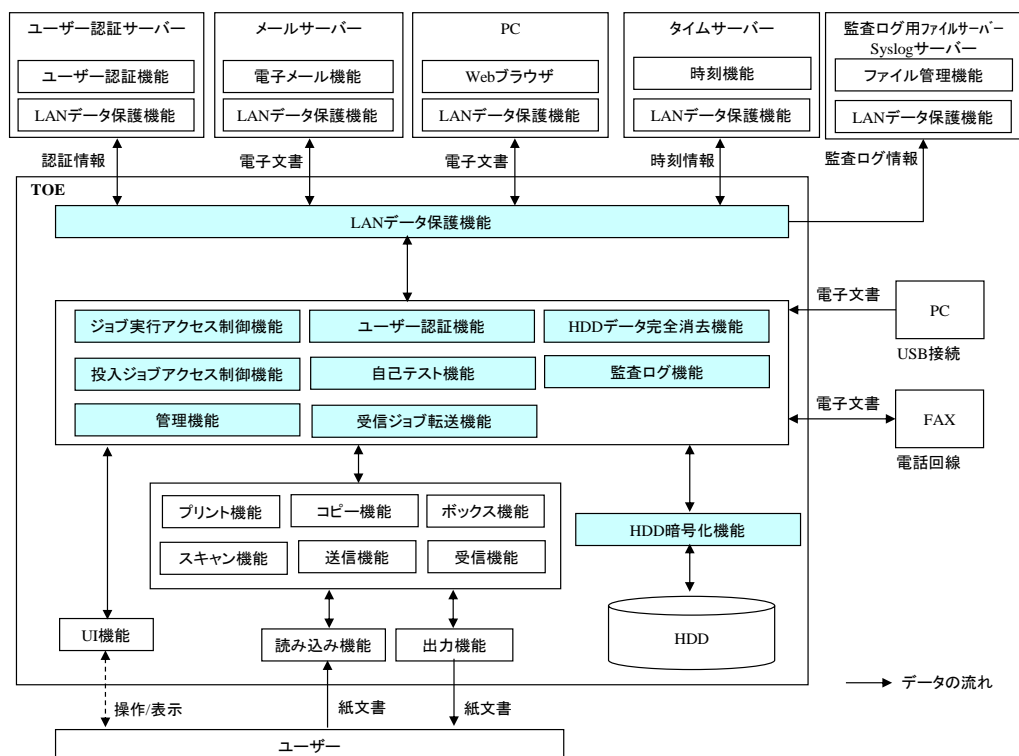 ユーザー認証サーバー
ユーザー認証機能
LANデータ保護機能
メールサーバー
電子メール機能
LANデータ保護機能
PC
Webブラウザ
LANデータ保護機能
タイムサーバー
時刻機能
LANデータ保護機能
監査ログ用ファイルサーバー
Syslogサーバー
ファイル管理機能
LANデータ保護機能
認証情報
電子文書
電子文書
時刻情報
監査ログ情報
TOE
LANデータ保護機能
ジョブ実行アクセス制御機能
ユーザー認証機能
HDDデータ完全消去機能
投入ジョブアクセス制御機能
自己テスト機能
監査ログ機能
管理機能
受信ジョブ転送機能
電子文書
PC
USB接続
電子文書
FAX
電話回線
プリント機能
コピー機能
ボックス機能
スキャン機能
送信機能
受信機能
HDD暗号化機能
HDD
UI機能
読み込み機能
出力機能
データの流れ
操作/表示
紙文書
紙文書
ユーザー